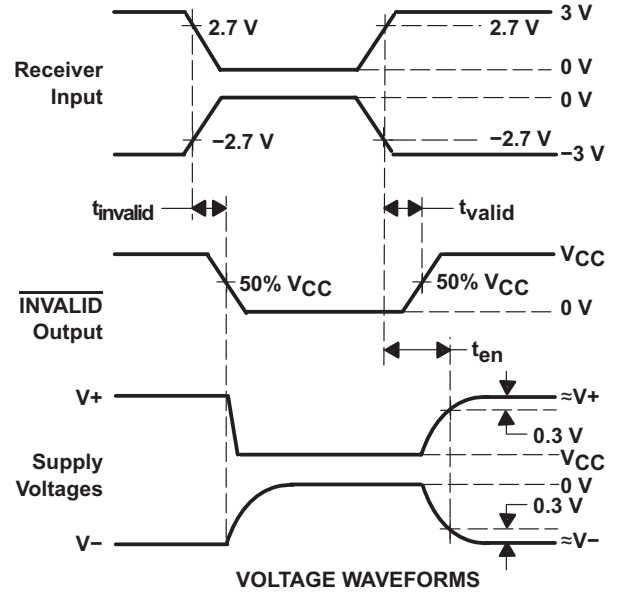 3 V
2.7 V
2.7 V
Receiver
Input
0 V
0 V
−2.7 V
−2.7 V
−3 V
tinvalid
tvalid
VCC
50% VCC
50% VCC
INVALID
Output
0 V
ten
V+
≈V+
0.3 V
Supply
Voltages
VCC
0 V
0.3 V
V−
≈V−
VOLTAGE WAVEFORMS